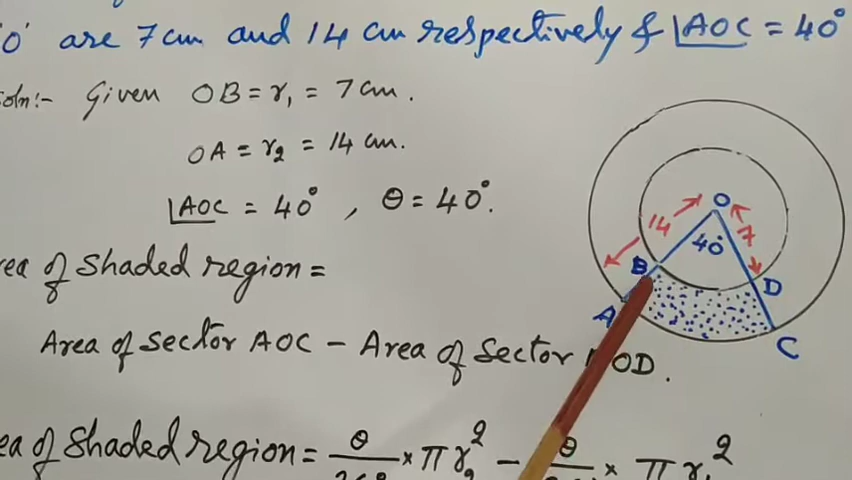 'O' are 7cm and 14 cm respectively & ∠AOC = 40°
Soln:- Given OB = r₁ = 7cm.
OA = r₂ = 14 cm.
∠AOC = 40° , θ = 40°.
Area of Shaded region =
Area of Sector AOC - Area of Sector OD.
Area of Shaded region = θ/360 × πr₂² - θ/ × πr₁²
O
14
7
40°
B
D
A
C